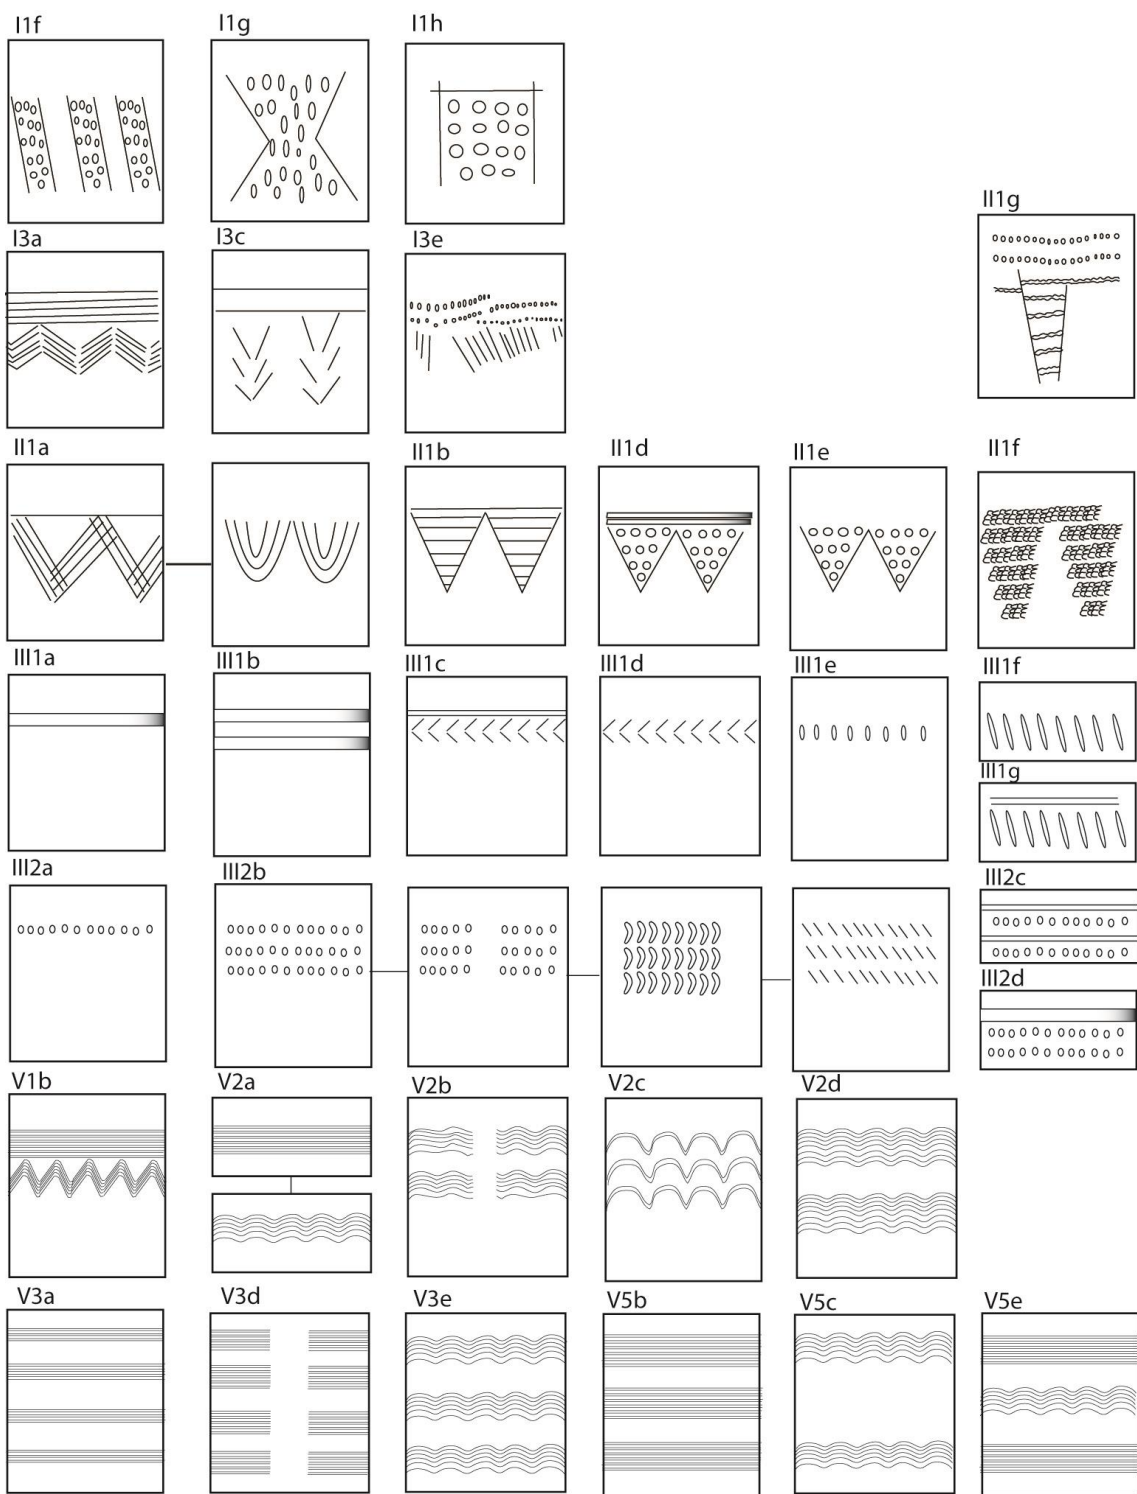 I1f I1g I1h
II1g
I3a I3c I3e
II1a II1b II1d II1e II1f
III1a III1b III1c III1d III1e III1f
III1g
III2a III2b III2c
III2d
V1b V2a V2b V2c V2d
V3a V3d V3e V5b V5c V5e